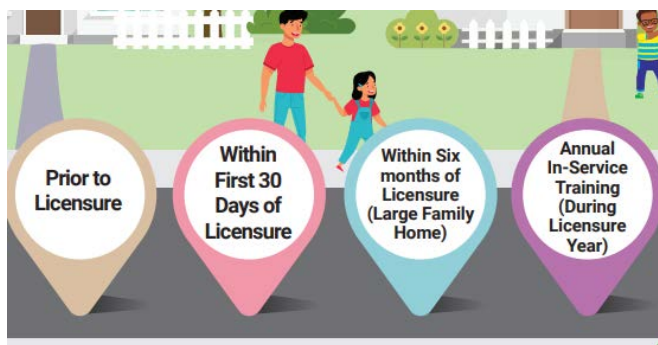 Prior to
Licensure
Within
First 30
Days of
Licensure
Within Six
months of
Licensure
(Large Family
Home)
Annual
In-Service
Training
(During
Licensure
Year)